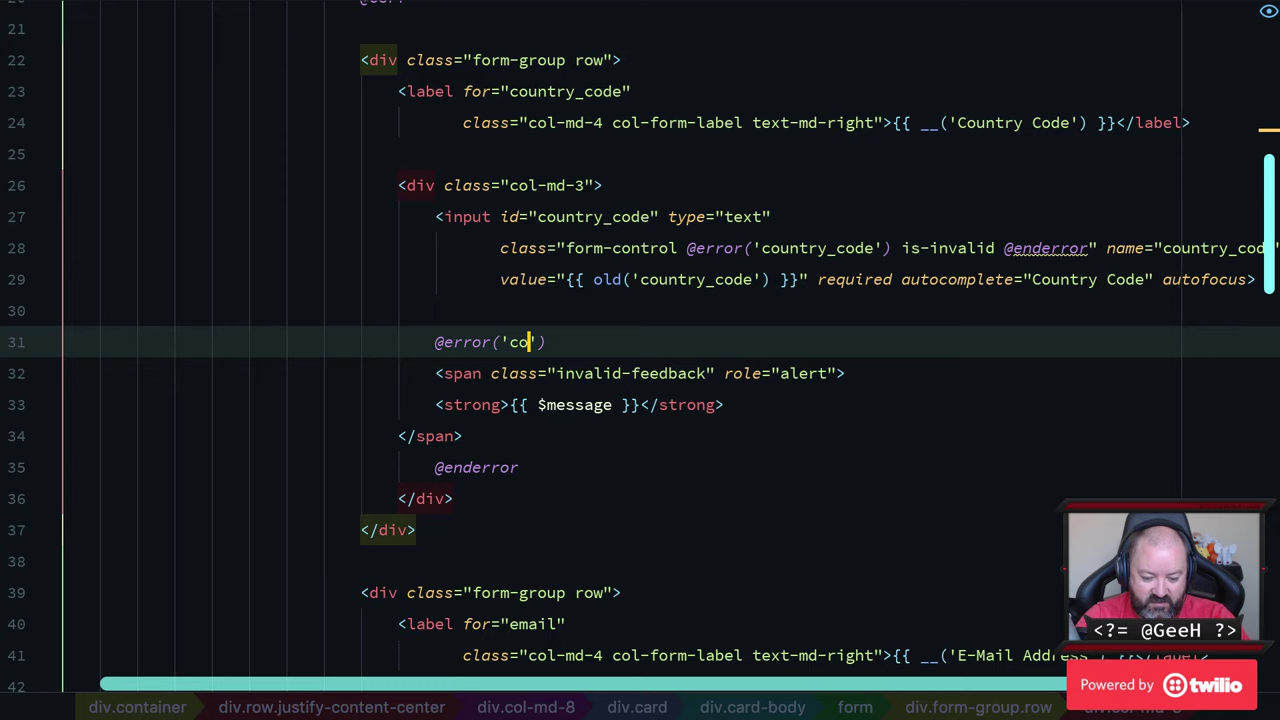 21
22 <div class="form-group row">
23 <label for="country_code"
24 class="col-md-4 col-form-label text-md-right">{{ __('Country Code') }}</label>
25
26 <div class="col-md-3">
27 <input id="country_code" type="text"
28 class="form-control @error('country_code') is-invalid @enderror" name="country_cod
29 value="{{ old('country_code') }}" required autocomplete="Country Code" autofocus>
30
31 @error('co')
32 <span class="invalid-feedback" role="alert">
33 <strong>{{ $message }}</strong>
34 </span>
35 @enderror
36 </div>
37 </div>
38
39 <div class="form-group row">
40 <label for="email"
41 class="col-md-4 col-form-label text-md-right">{{ __('E-Mail Address
42
<?= @GeeH ?>
Powered by twilio
div.container div.row.justify-content-center div.col-md-8 div.card div.card-body form div.form-group.row